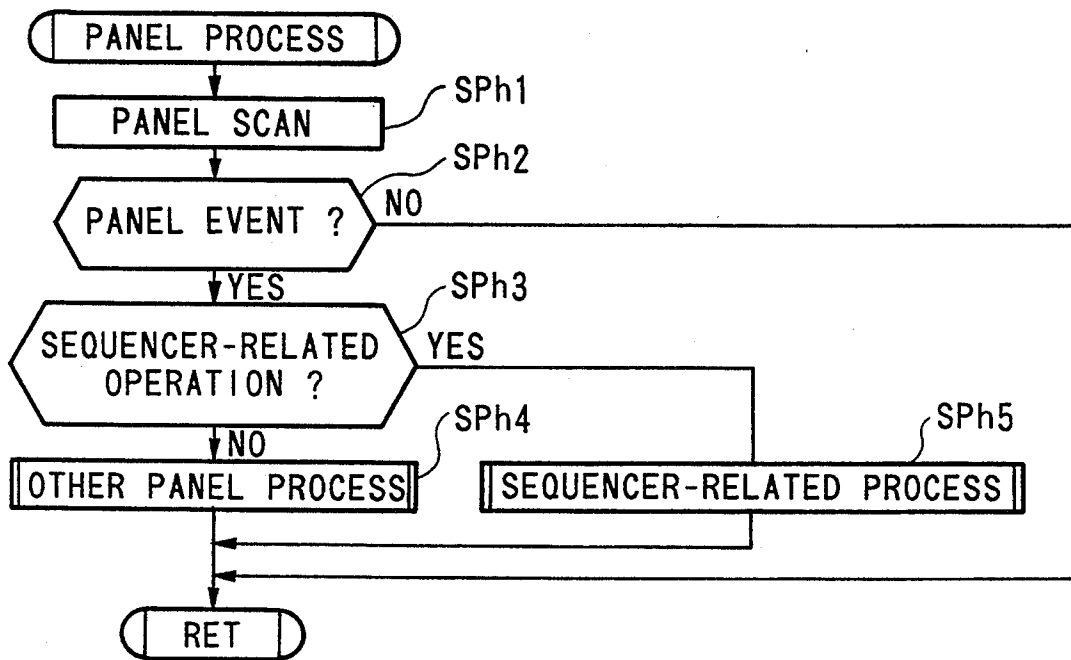 PANEL PROCESS
SPh1
PANEL SCAN
SPh2
PANEL EVENT ?
NO
YES
SPh3
SEQUENCER-RELATED
OPERATION ?
YES
NO
SPh4
SPh5
OTHER PANEL PROCESS
SEQUENCER-RELATED PROCESS
RET